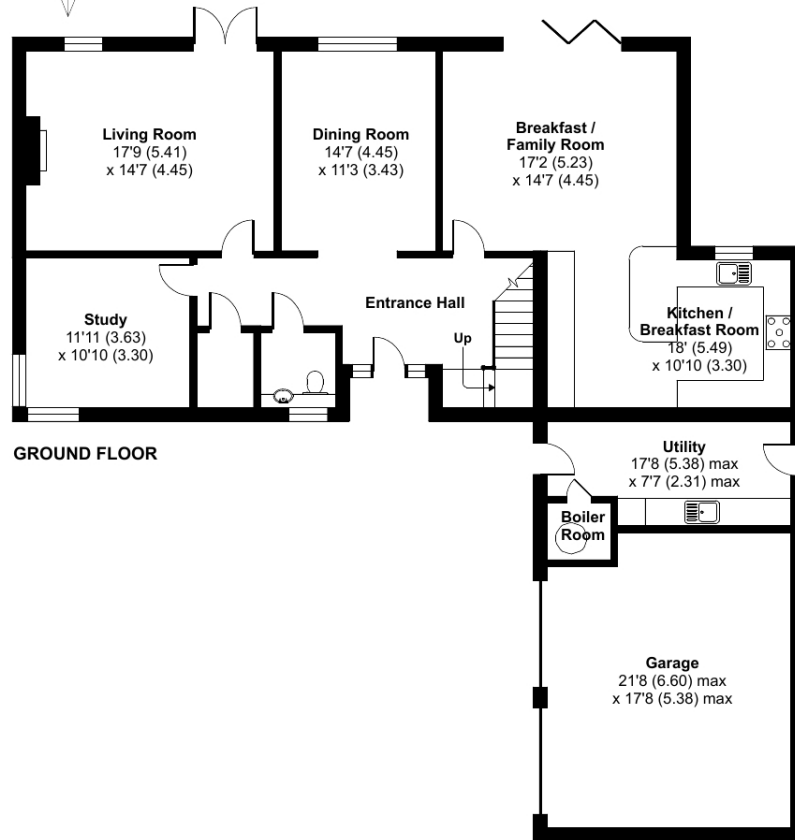 Living Room
17'9 (5.41)
x 14'7 (4.45)
Dining Room
14'7 (4.45)
x 11'3 (3.43)
Breakfast /
Family Room
17'2 (5.23)
x 14'7 (4.45)
Study
11'11 (3.63)
x 10'10 (3.30)
Entrance Hall
Up
Kitchen /
Breakfast Room
18' (5.49)
x 10'10 (3.30)
GROUND FLOOR
Utility
17'8 (5.38) max
x 7'7 (2.31) max
Boiler
Room
Garage
21'8 (6.60) max
x 17'8 (5.38) max